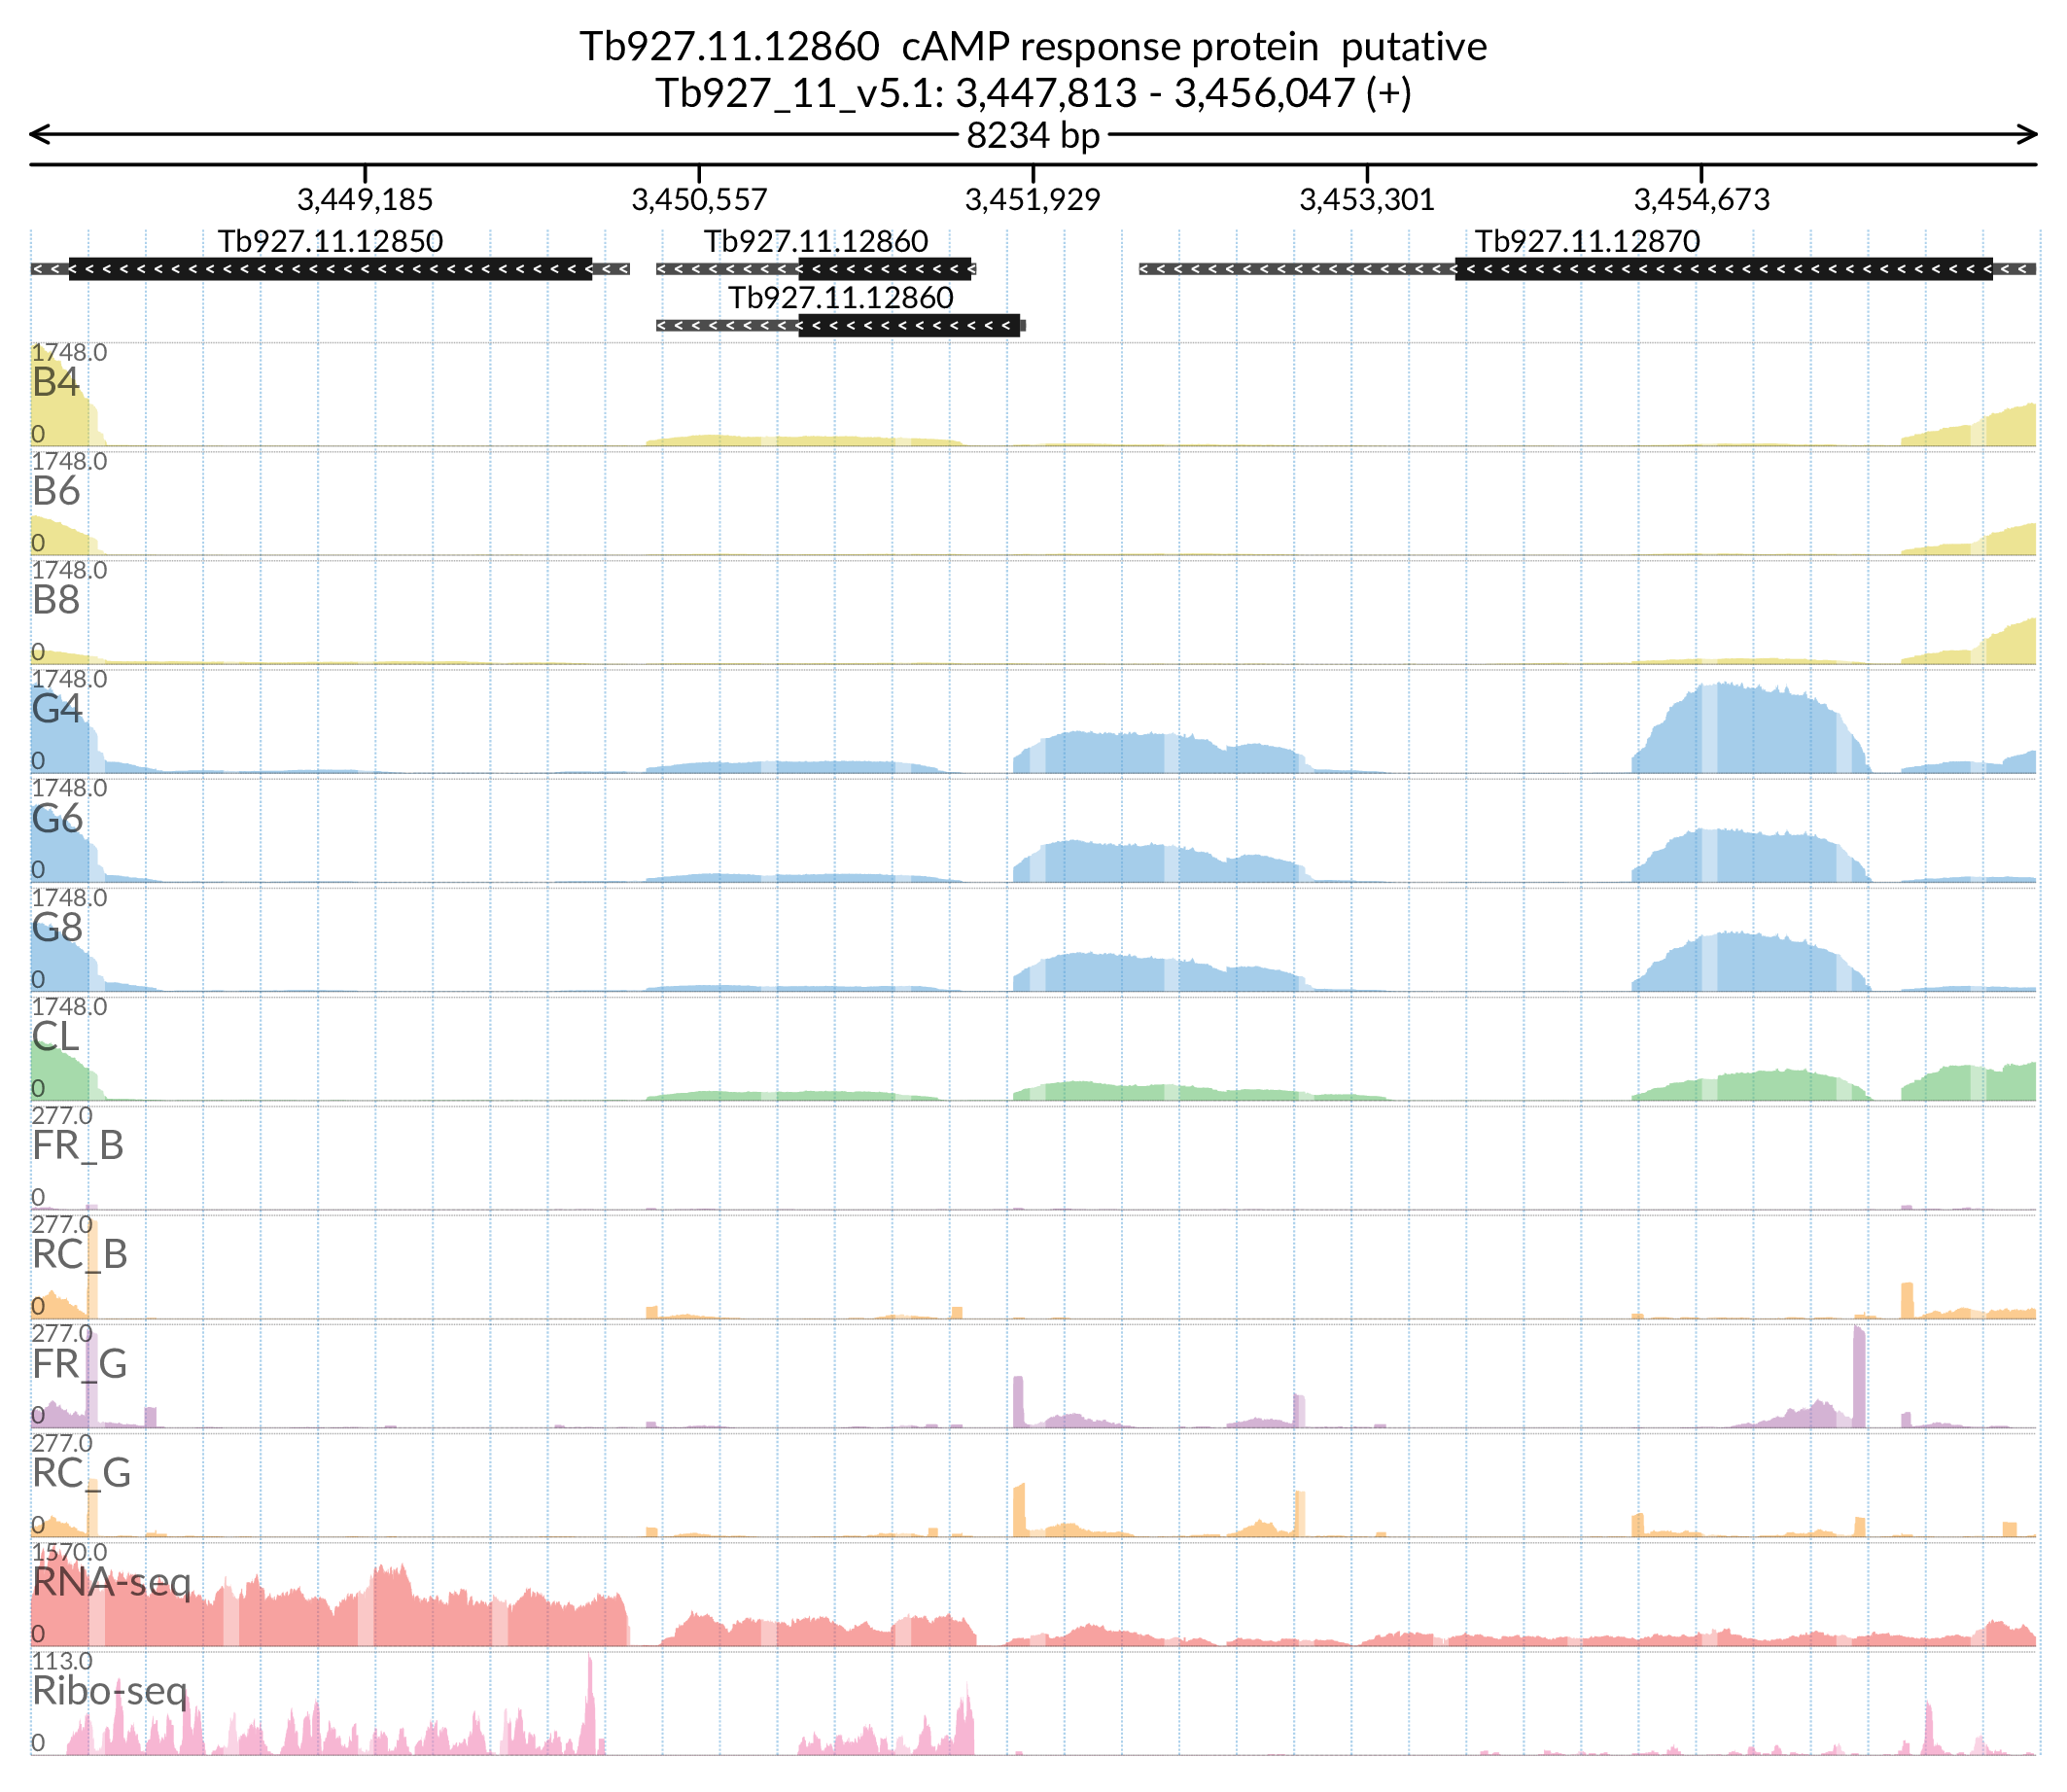 Tb927.11.12860  cAMP response protein  putative
Tb927_11_v5.1: 3,447,813 - 3,456,047 (+)
8234 bp
3,449,185 3,450,557 3,451,929 3,453,301 3,454,673
Tb927.11.12850 Tb927.11.12860 Tb927.11.12870
Tb927.11.12860
1748.0
B4
0
1748.0
B6
0
1748.0
B8
0
1748.0
G4
0
1748.0
G6
0
1748.0
G8
0
1748.0
CL
0
277.0
FR_B
0
277.0
RC_B
0
277.0
FR_G
0
277.0
RC_G
0
1570.0
RNA-seq
0
113.0
Ribo-seq
0